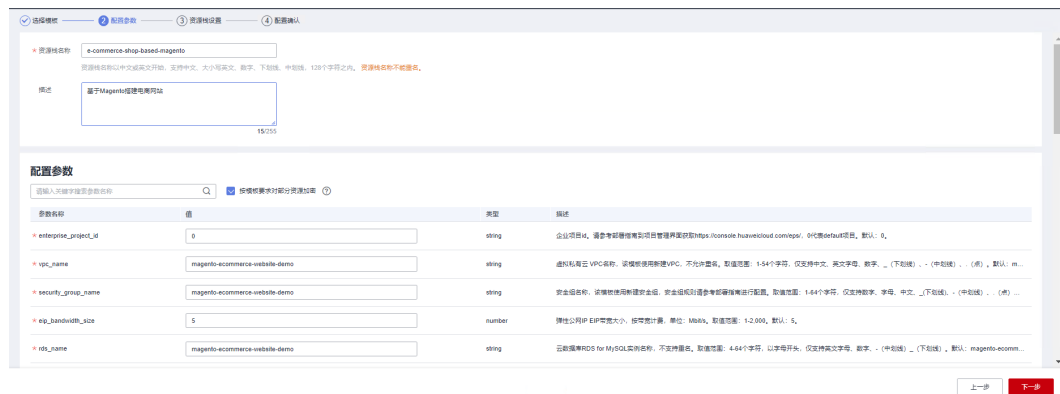 选择模板
2 配置参数
3 资源栈设置
4 配置确认
* 资源栈名称 e-commerce-shop-based-magento
资源栈名称以中文或英文开始，支持中文、大小写英文、数字、下划线、中划线，128个字符之内。 资源栈名称不能重名。
描述 基于Magento搭建电商网站
15/255
配置参数
请输入关键字搜索参数名称 按模板要求对部分资源加密
参数名称 值 类型 描述
* enterprise_project_id 0 string 企业项目id，请参考部署指南到项目管理界面获取https://console.huaweicloud.com/eps/，0代表default项目。默认：0。
* vpc_name magento-ecommerce-website-demo string 虚拟私有云 VPC名称，该模板使用新建VPC，不允许重名。取值范围：1-54个字符，仅支持中文、英文字母、数字、_（下划线）、-（中划线）、.（点）。默认：m...
* security_group_name magento-ecommerce-website-demo string 安全组名称，该模板使用新建安全组，安全组规则请参考部署指南进行配置。取值范围：1-64个字符，仅支持数字、字母、中文、_(下划线)、-（中划线）、.（点）...
* eip_bandwidth_size 5 number 弹性公网IP EIP带宽大小，按带宽计费，单位：Mbit/s。取值范围：1-2,000。默认：5。
* rds_name magento-ecommerce-website-demo string 云数据库RDS for MySQL实例名称，不支持重名。取值范围：4-64个字符，以字母开头，仅支持英文字母、数字、-（中划线）_（下划线）。默认：magento-ecomm...
上一步 下一步